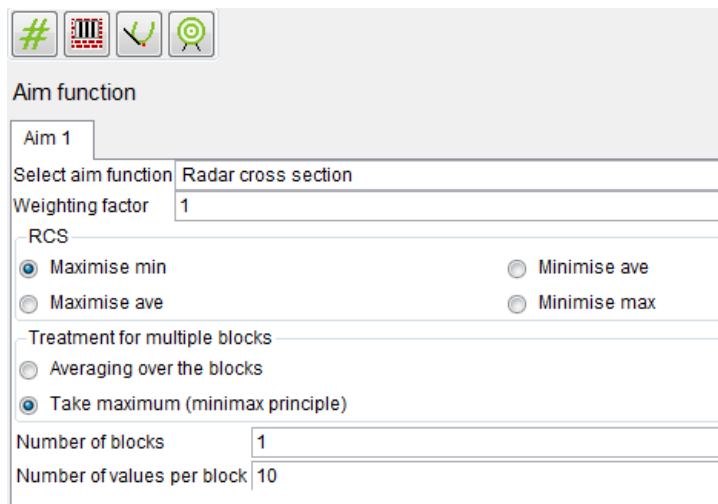 Aim function
Aim 1
Select aim function Radar cross section
Weighting factor 1
RCS
Maximise min Minimise ave
Maximise ave Minimise max
Treatment for multiple blocks
Averaging over the blocks
Take maximum (minimax principle)
Number of blocks 1
Number of values per block 10